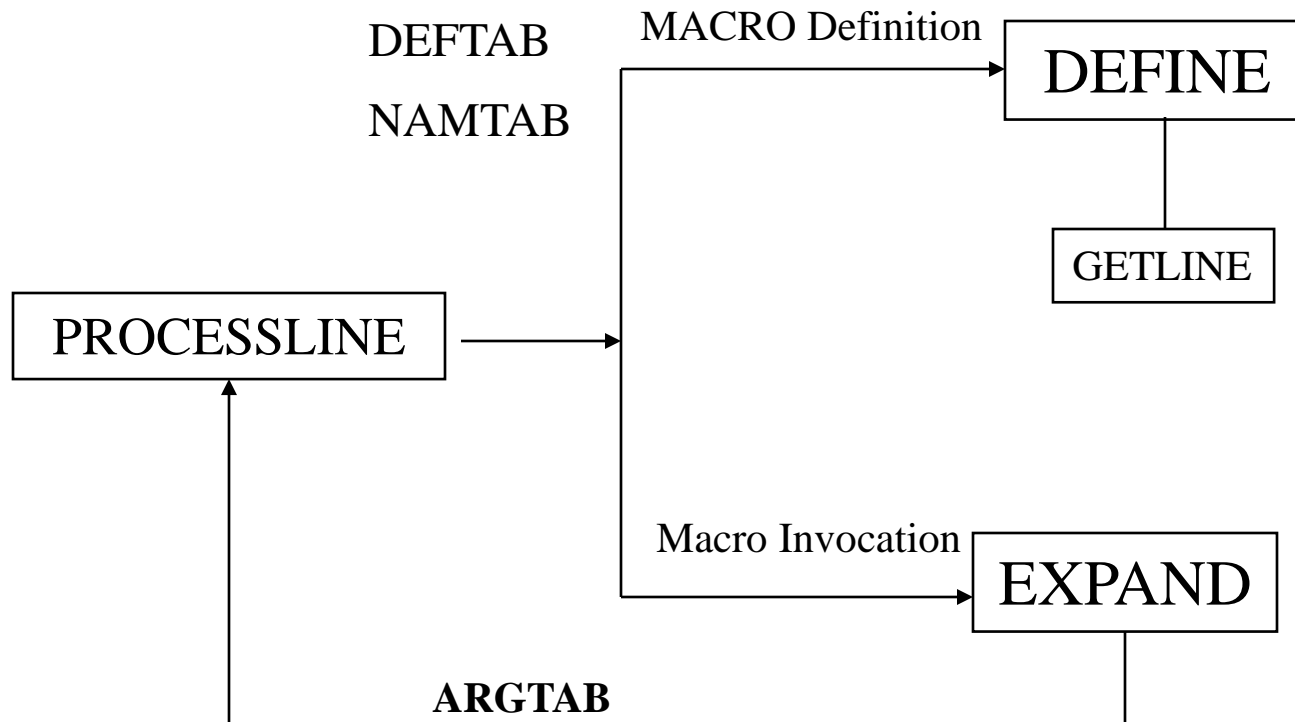 DEFTAB
NAMTAB
MACRO Definition
DEFINE
GETLINE
PROCESSLINE
Macro Invocation
EXPAND
ARGTAB